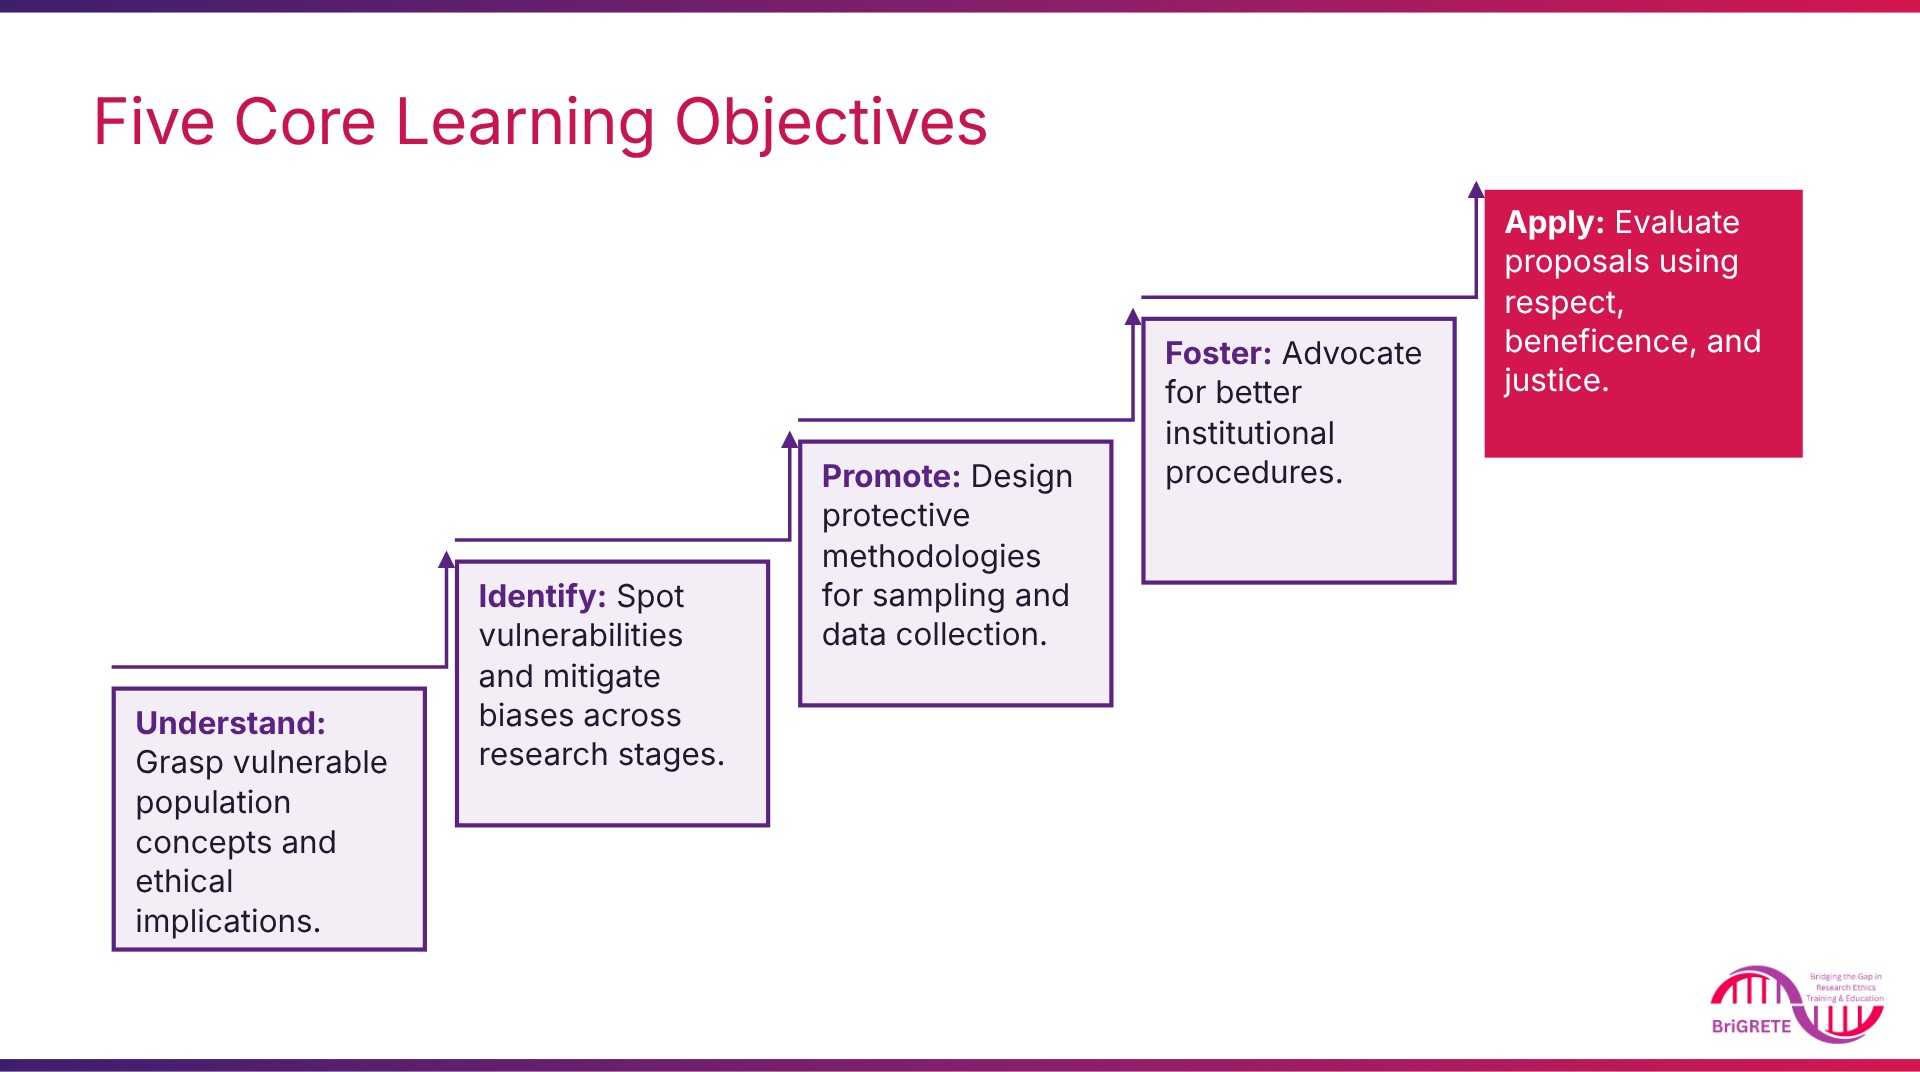 Five Core Learning Objectives
Understand:
Grasp vulnerable
population
concepts and
ethical
implications.
Identify: Spot
vulnerabilities
and mitigate
biases across
research stages.
Promote: Design
protective
methodologies
for sampling and
data collection.
Foster: Advocate
for better
institutional
procedures.
Apply: Evaluate
proposals using
respect,
beneficence, and
justice.
Bridging the Gap in
Research Ethics
Training & Education
BriGRETE